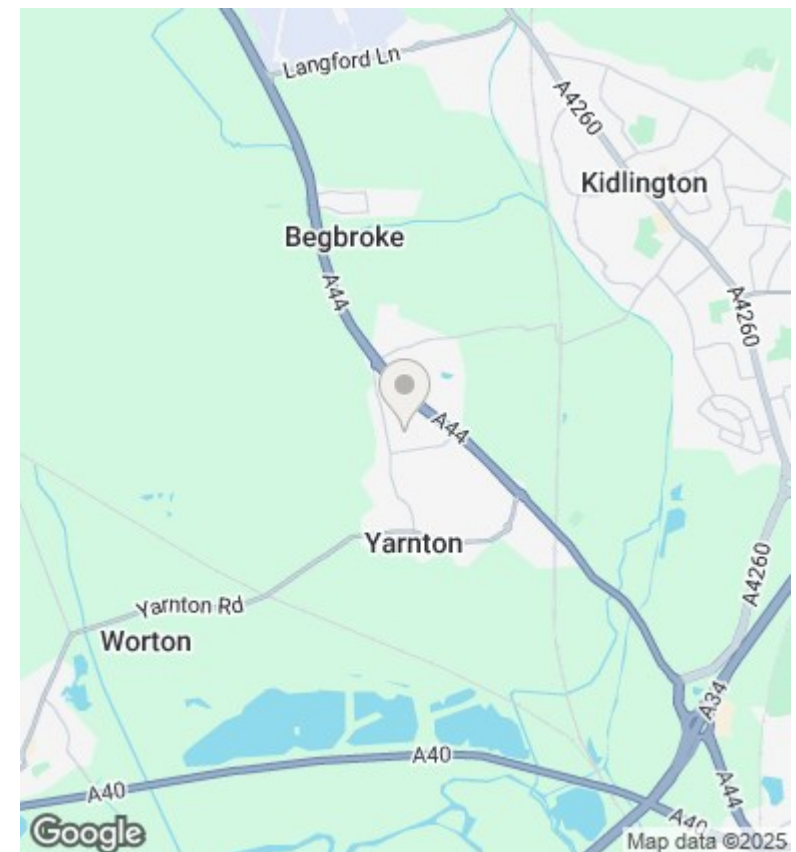 Langford Ln
A4260
Kidlington
Begbroke
A44
A4260
A44
Yarnton
Yarnton Rd
A4260
Worton
A34
A40
A40
A40
A44
Google
Map data ©2025